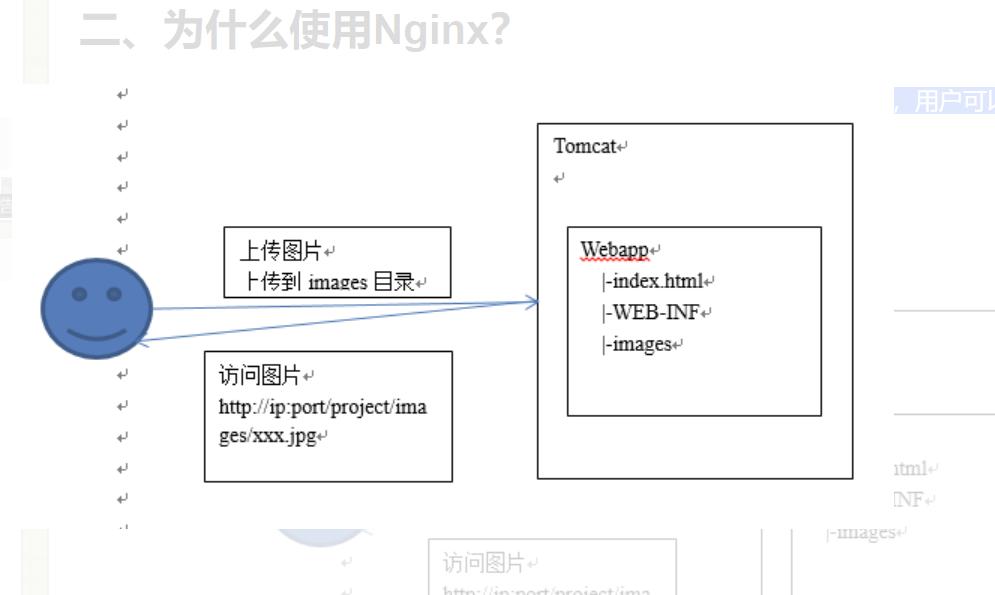 二、为什么使用Nginx?
，用户可以
Tomcat
上传图片
上传到 images 目录
Webapp
|-index.html
|-WEB-INF
|-images
访问图片
http://ip:port/project/ima
ges/xxx.jpg
html
INF
|-images
访问图片
http://ip:port/project/ima